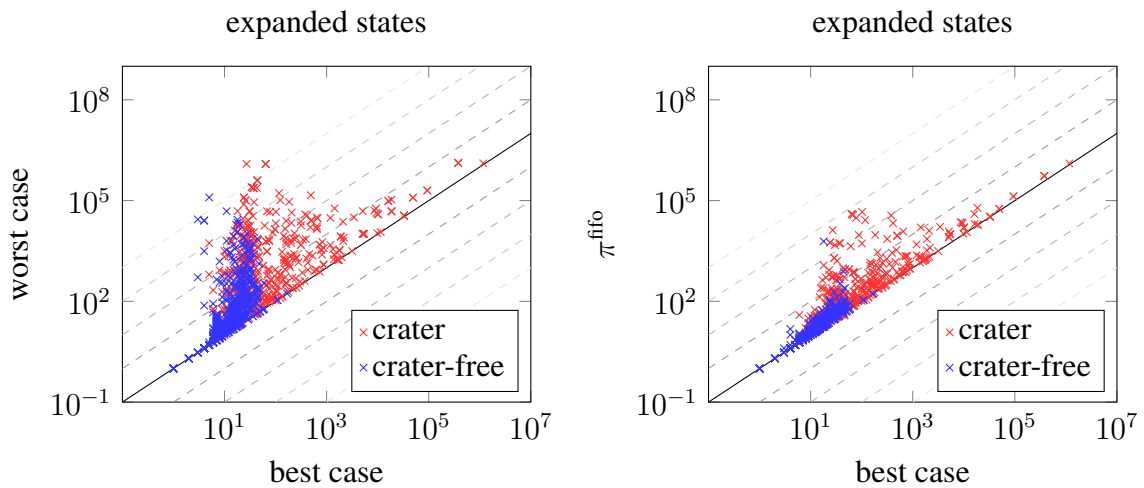 expanded states
worst case
10^8
10^5
10^2
10^−1
10^1
10^3
10^5
10^7
best case
crater
crater-free
expanded states
π^fifo
10^8
10^5
10^2
10^−1
10^1
10^3
10^5
10^7
best case
crater
crater-free